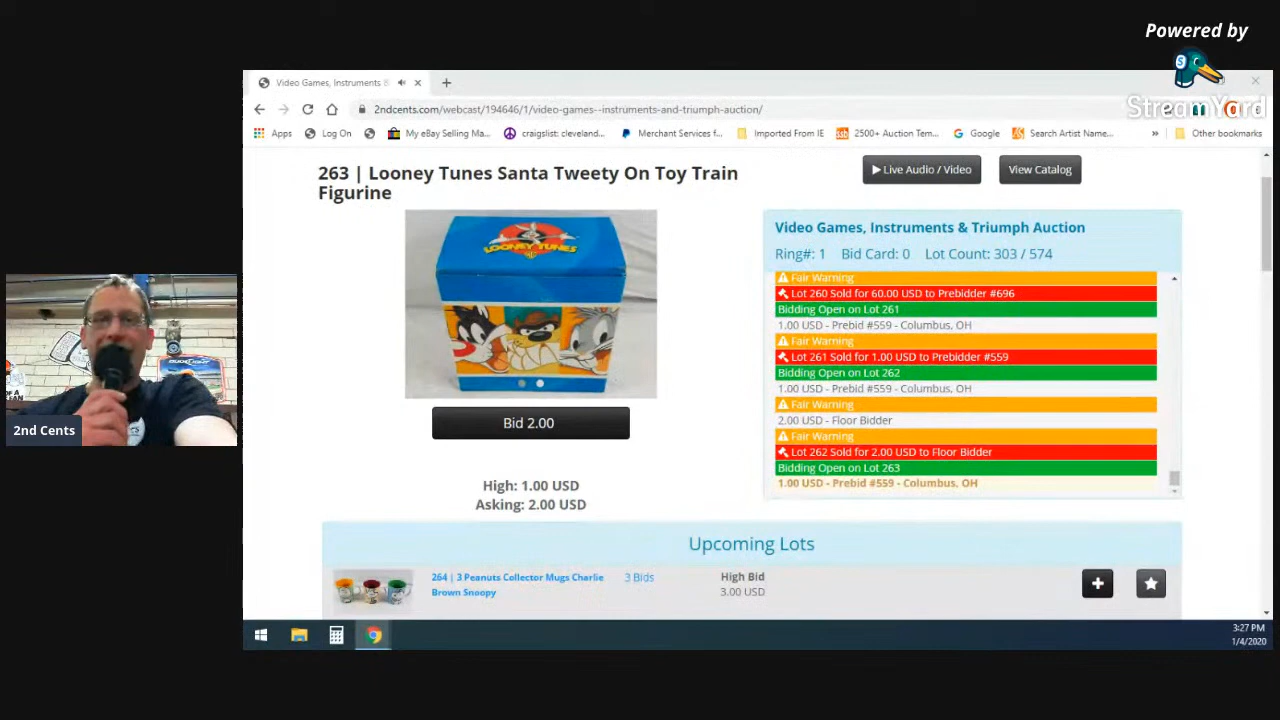 Powered by
StreamYard
Video Games, Instruments &
2ndcents.com/webcast/194646/1/video-games--instruments-and-triumph-auction/
Apps
Log On
My eBay Selling Ma...
craigslist: cleveland...
Merchant Services f...
Imported From IE
2500+ Auction Tem...
Google
Search Artist Name...
»
Other bookmarks
263 | Looney Tunes Santa Tweety On Toy Train
Figurine
Live Audio / Video
View Catalog
LOONEY TUNES
Bid 2.00
High: 1.00 USD
Asking: 2.00 USD
Video Games, Instruments & Triumph Auction
Ring#: 1 Bid Card: 0 Lot Count: 303 / 574
Fair Warning
Lot 260 Sold for 60.00 USD to Prebidder #696
Bidding Open on Lot 261
1.00 USD - Prebid #559 - Columbus, OH
Fair Warning
Lot 261 Sold for 1.00 USD to Prebidder #559
Bidding Open on Lot 262
1.00 USD - Prebid #559 - Columbus, OH
Fair Warning
2.00 USD - Floor Bidder
Fair Warning
Lot 262 Sold for 2.00 USD to Floor Bidder
Bidding Open on Lot 263
1.00 USD - Prebid #559 - Columbus, OH
2nd Cents
Upcoming Lots
264 | 3 Peanuts Collector Mugs Charlie
Brown Snoopy
3 Bids
High Bid
3.00 USD
3:27 PM
1/4/2020